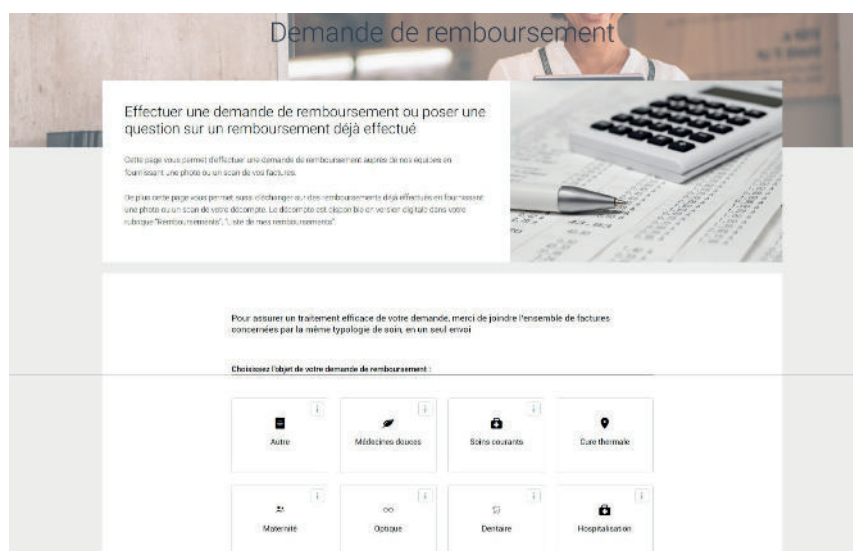 Demande de remboursement
Effectuer une demande de remboursement ou poser une
question sur un remboursement déjà effectué
Cette page vous permet d'effectuer une demande de remboursement auprès de nos équipes en
fournissant une photo ou un scan de vos factures.
De plus cette page vous permet aussi d'échanger sur des remboursements déjà effectués en fournissant
une photo ou un scan de votre décompte. Le décompte est disponible en version digitale dans votre
rubrique "Remboursements", "Liste de mes remboursements".
Pour assurer un traitement efficace de votre demande, merci de joindre l'ensemble de factures
concernées par la même typologie de soin, en un seul envoi
Choisissez l'objet de votre demande de remboursement :
Autre
Médecines douces
Soins courants
Cure thermale
Maternité
Optique
Dentaire
Hospitalisation